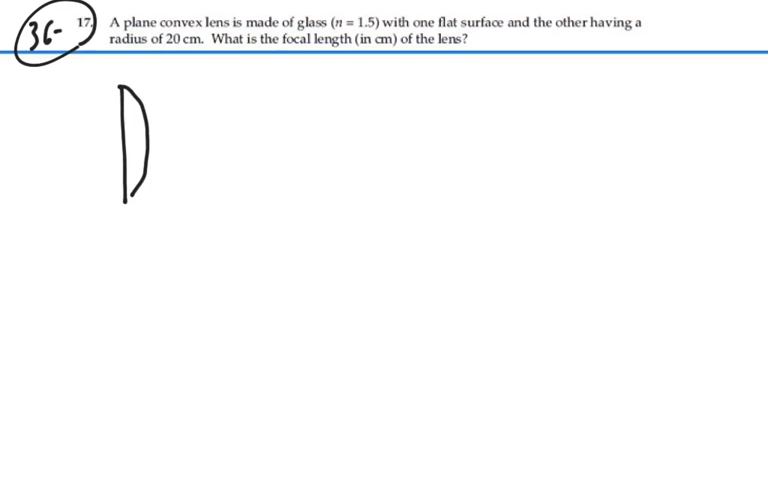 36- 17. A plane convex lens is made of glass (n = 1.5) with one flat surface and the other having a
radius of 20 cm. What is the focal length (in cm) of the lens?